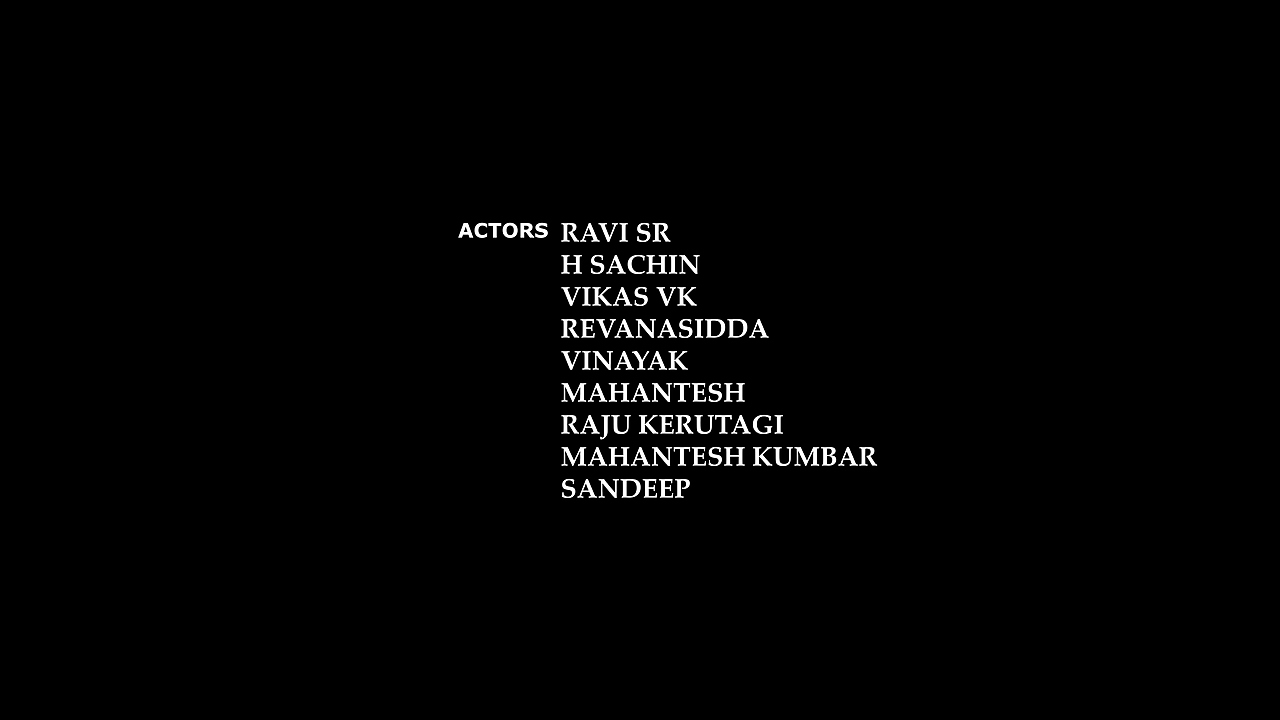 ACTORS RAVI SR
H SACHIN
VIKAS VK
REVANASIDDA
VINAYAK
MAHANTESH
RAJU KERUTAGI
MAHANTESH KUMBAR
SANDEEP